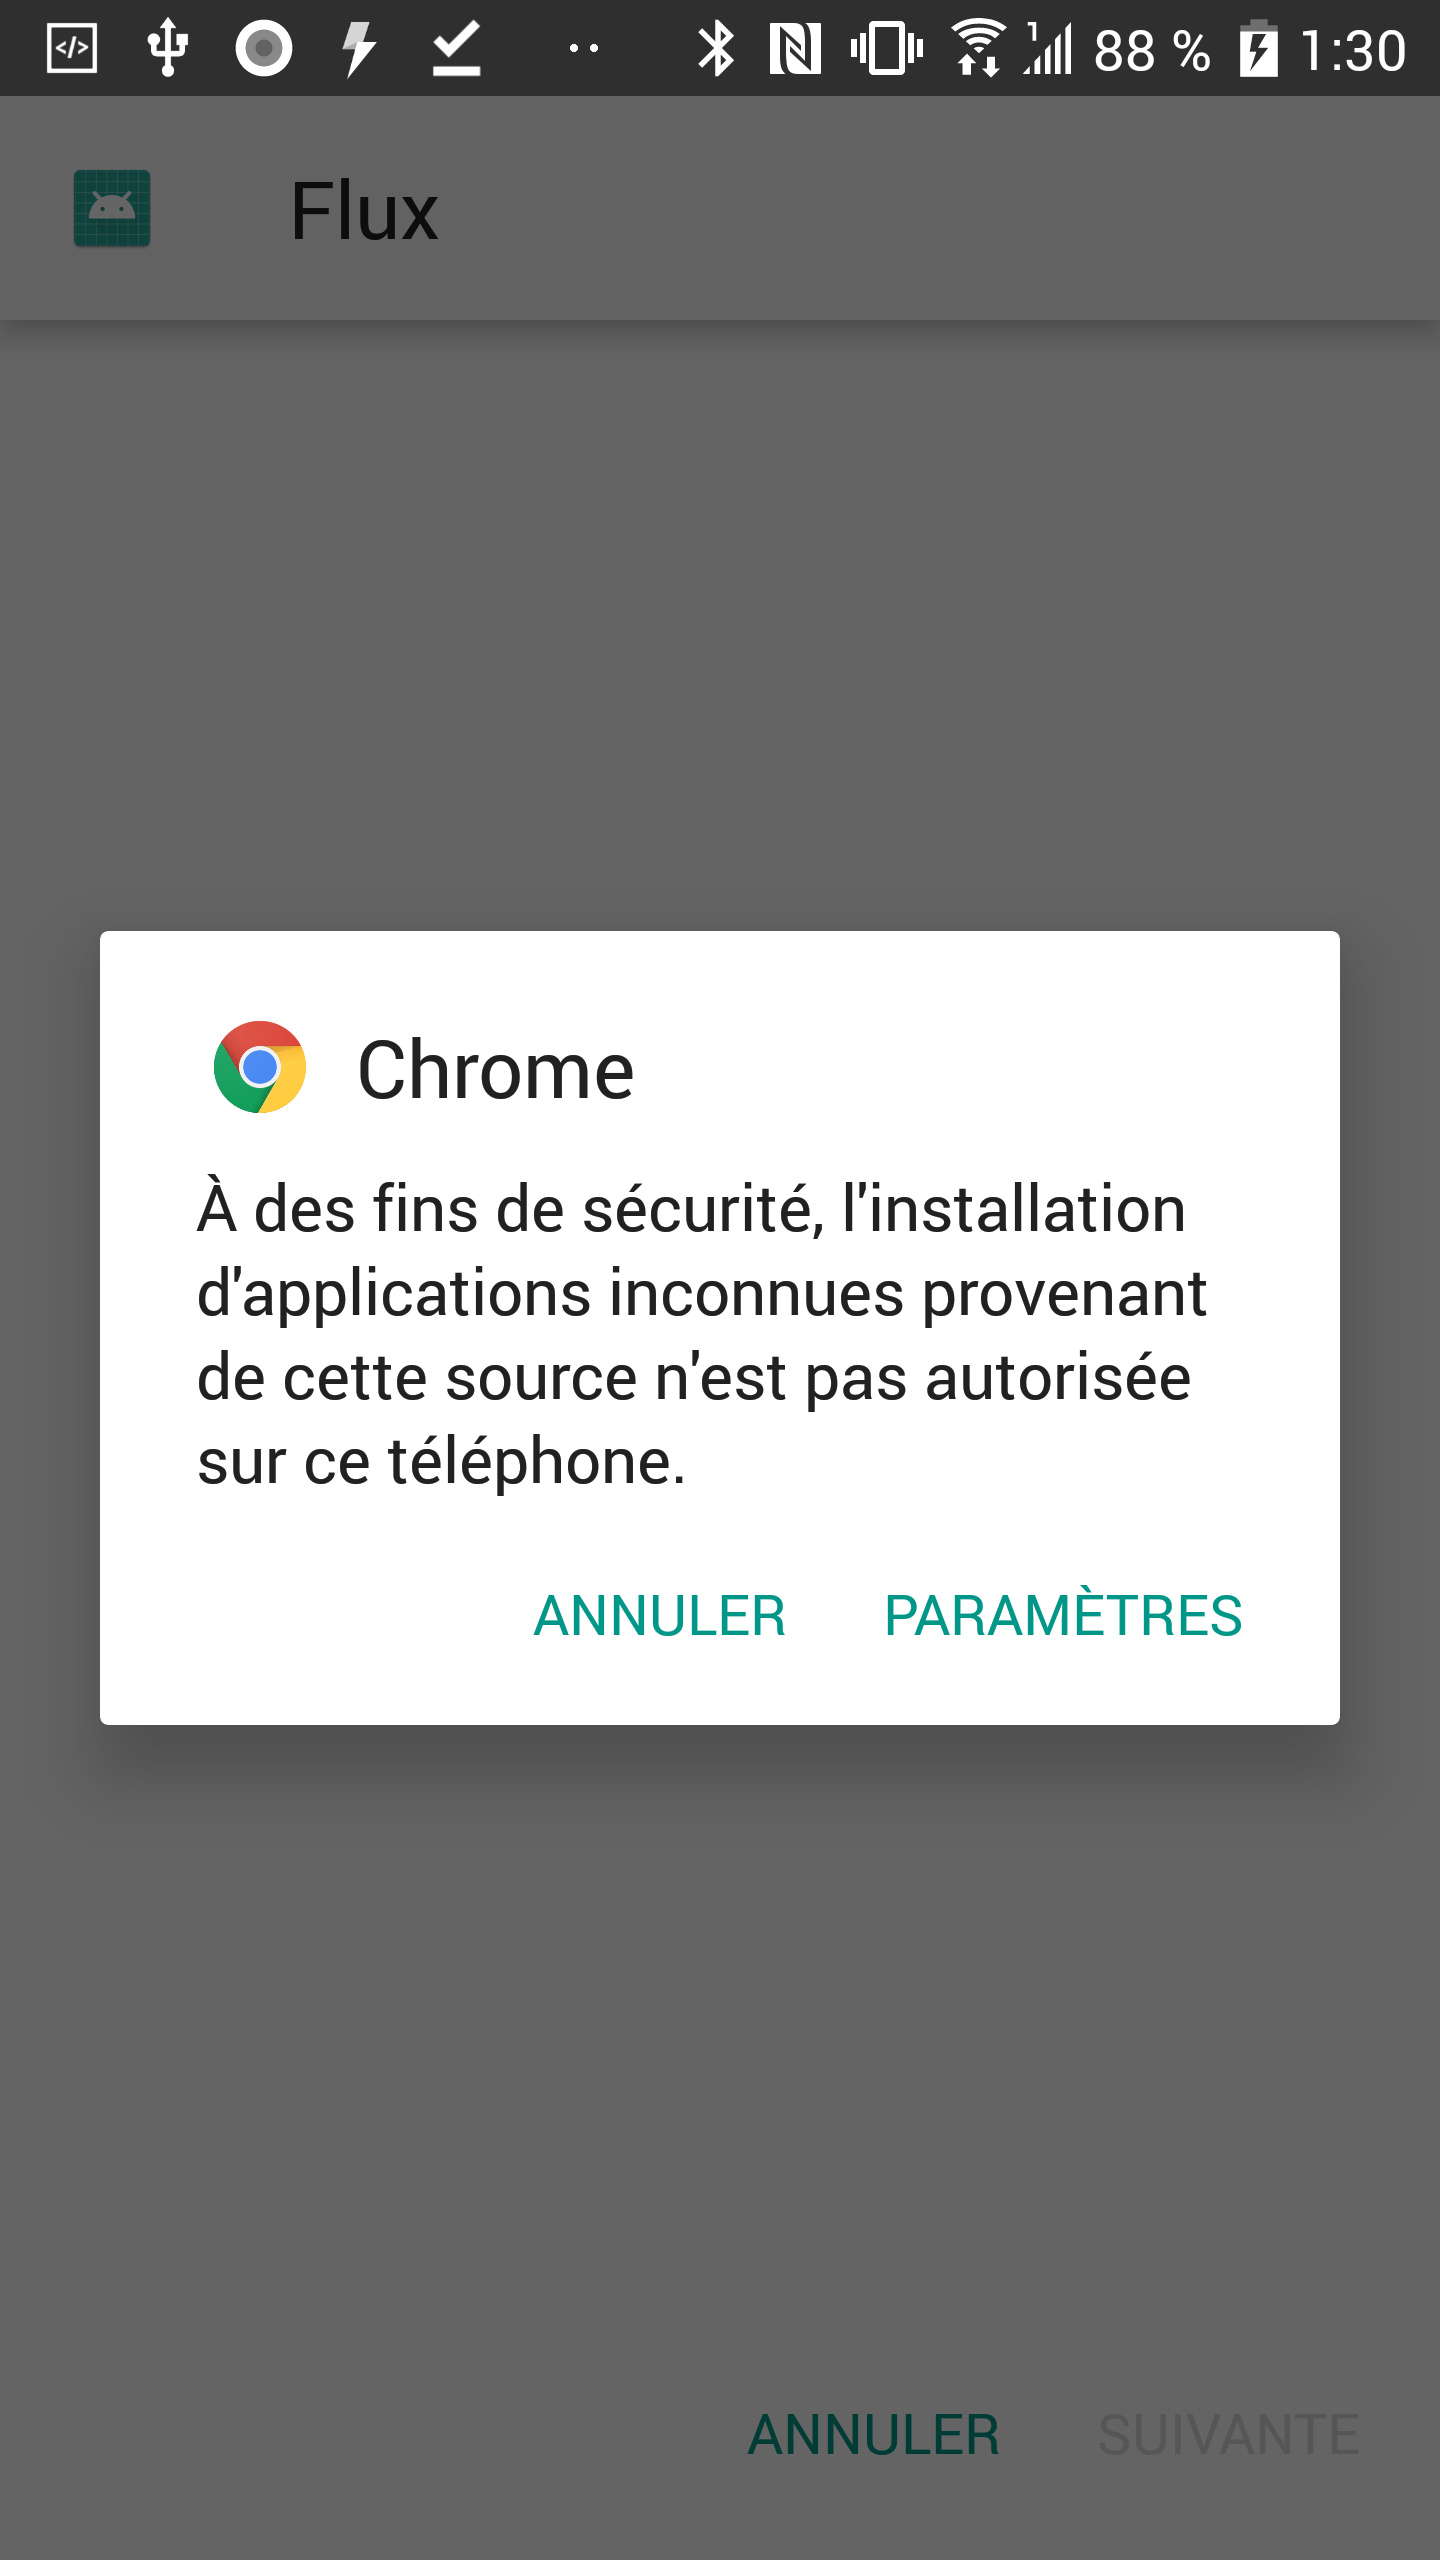 </> 1 88 % 1:30
Flux
Chrome
À des fins de sécurité, l'installation
d'applications inconnues provenant
de cette source n'est pas autorisée
sur ce téléphone.
ANNULER PARAMÈTRES
ANNULER SUIVANTE